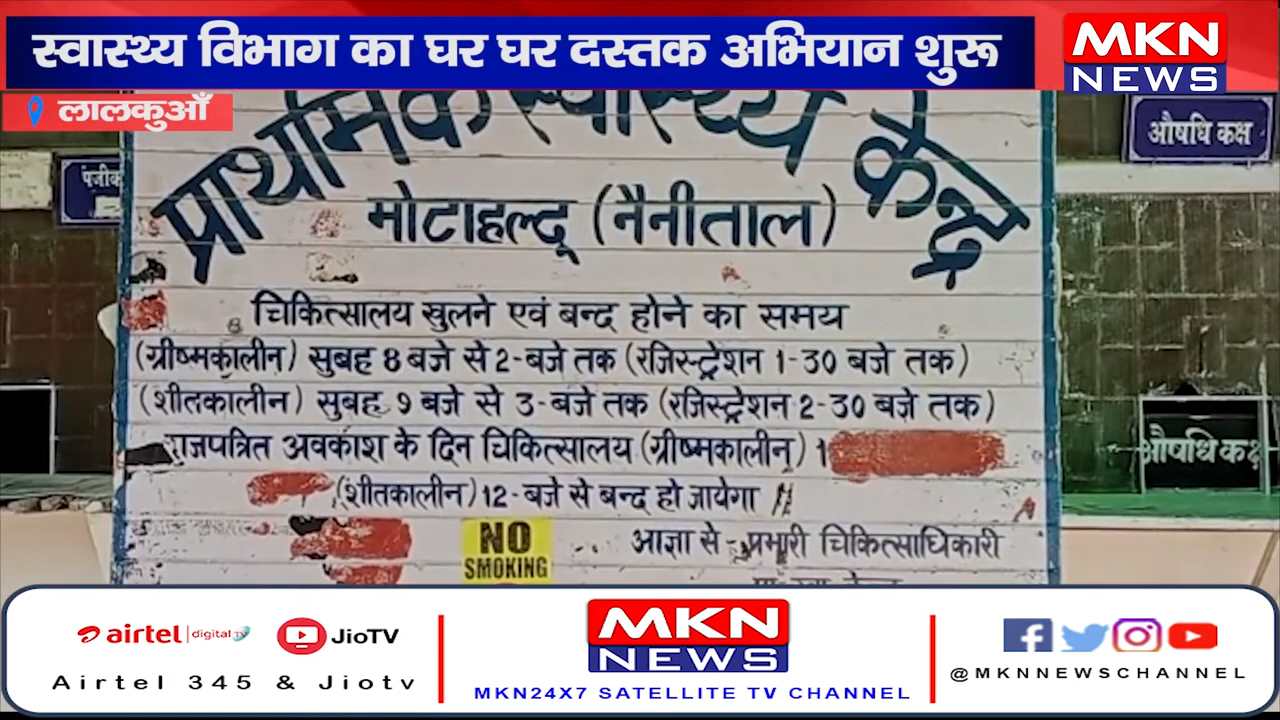 स्वास्थ्य विभाग का घर घर दस्तक अभियान शुरू
MKN
NEWS
लालकुआँ
औषधि कक्ष
प्राथमिक स्वास्थ्य केन्द्र
मोटाहल्दू (नैनीताल)
चिकित्सालय खुलने एवं बन्द होने का समय
(ग्रीष्मकालीन) सुबह 8 बजे से 2-बजे तक (रजिस्ट्रेशन 1-30 बजे तक)
(शीतकालीन) सुबह 9 बजे से 3-बजे तक (रजिस्ट्रेशन 2-30 बजे तक)
राजपत्रित अवकाश के दिन चिकित्सालय (ग्रीष्मकालीन) 1
(शीतकालीन) 12-बजे से बन्द हो जायेगा
औषधि कक्ष
NO
SMOKING
आज्ञा से - प्रभारी चिकित्साधिकारी
airtel digital TV
JioTV
Airtel 345 & Jiotv
MKN
NEWS
MKN24X7 SATELLITE TV CHANNEL
@MKNNEWSCHANNEL